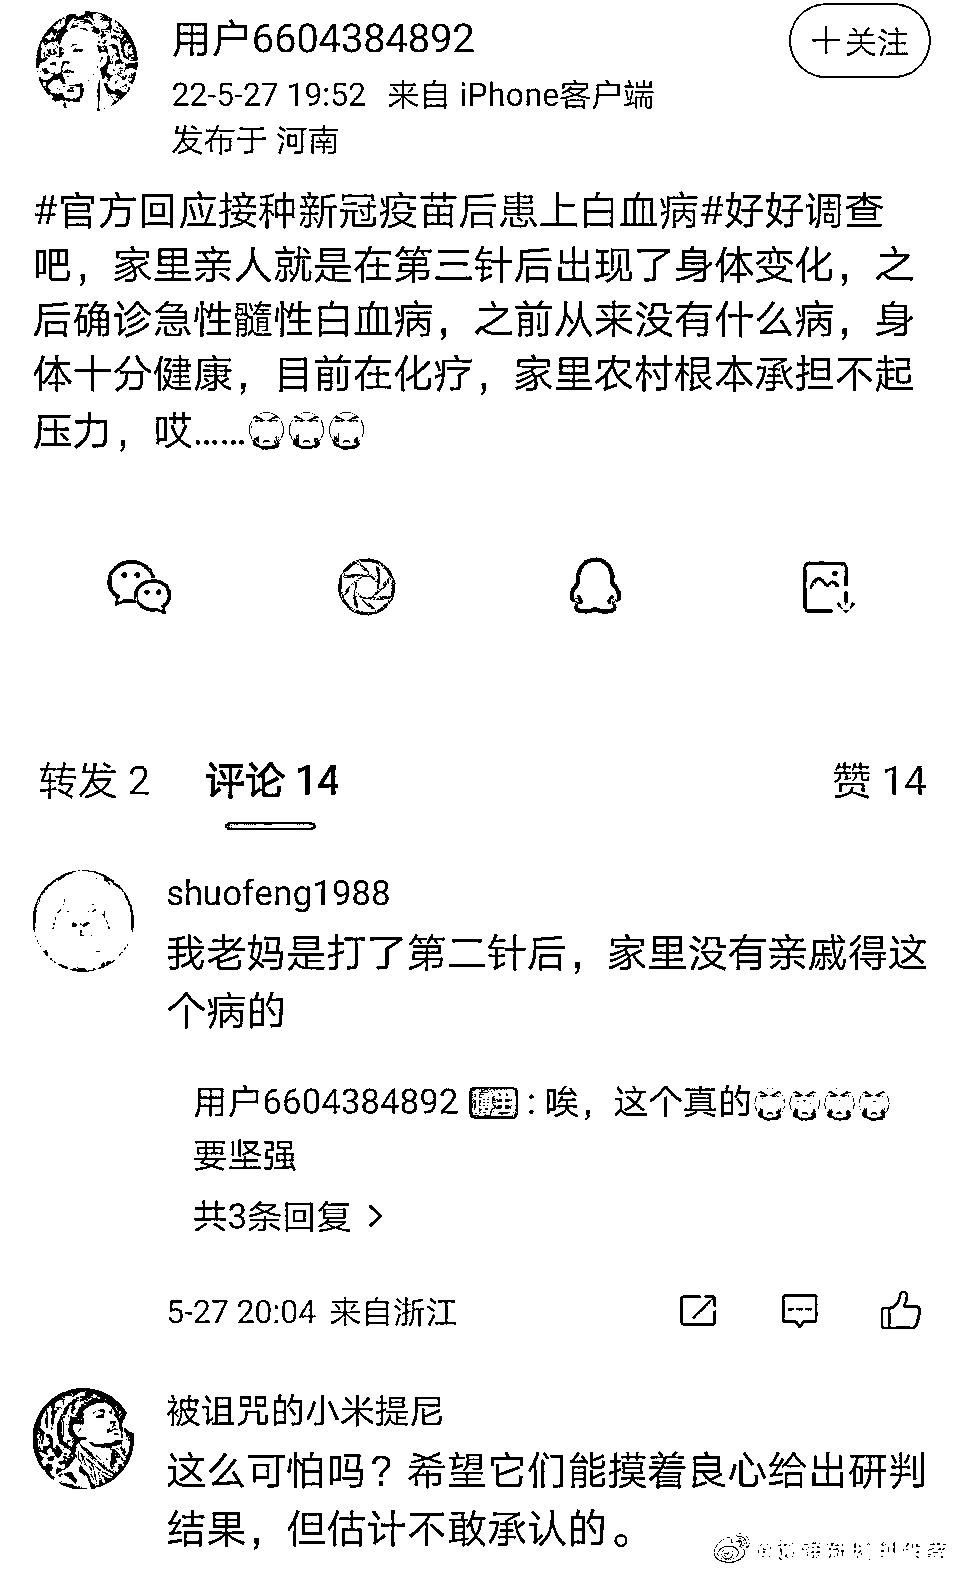 用户6604384892
+关注
22-5-27 19:52 来自 iPhone客户端
发布于 河南
#官方回应接种新冠疫苗后患上白血病#好好调查
吧，家里亲人就是在第三针后出现了身体变化，之
后确诊急性髓性白血病，之前从来没有什么病，身
体十分健康，目前在化疗，家里农村根本承担不起
压力，哎……
转发 2 评论 14 赞 14
shuofeng1988
我老妈是打了第二针后，家里没有亲戚得这
个病的
用户6604384892 博主：唉，这个真的
要坚强
共3条回复 >
5-27 20:04 来自浙江
被诅咒的小米提尼
这么可怕吗？希望它们能摸着良心给出研判
结果，但估计不敢承认的。